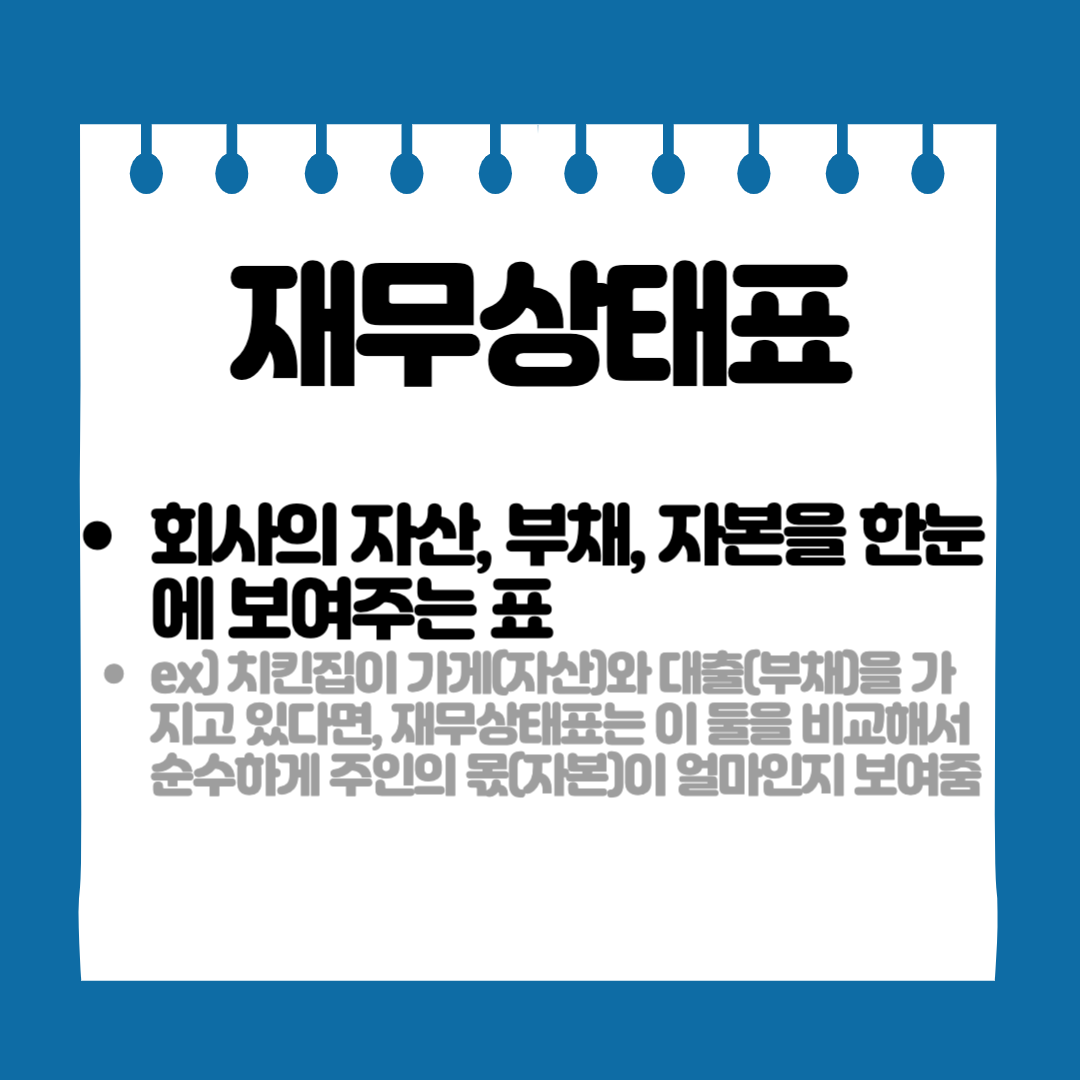 재무상태표
• 회사의 자산, 부채, 자본을 한눈
에 보여주는 표
• ex) 치킨집이 가게(자산)와 대출(부채)을 가
지고 있다면, 재무상태표는 이 둘을 비교해서
순수하게 주인의 몫(자본)이 얼마인지 보여줌